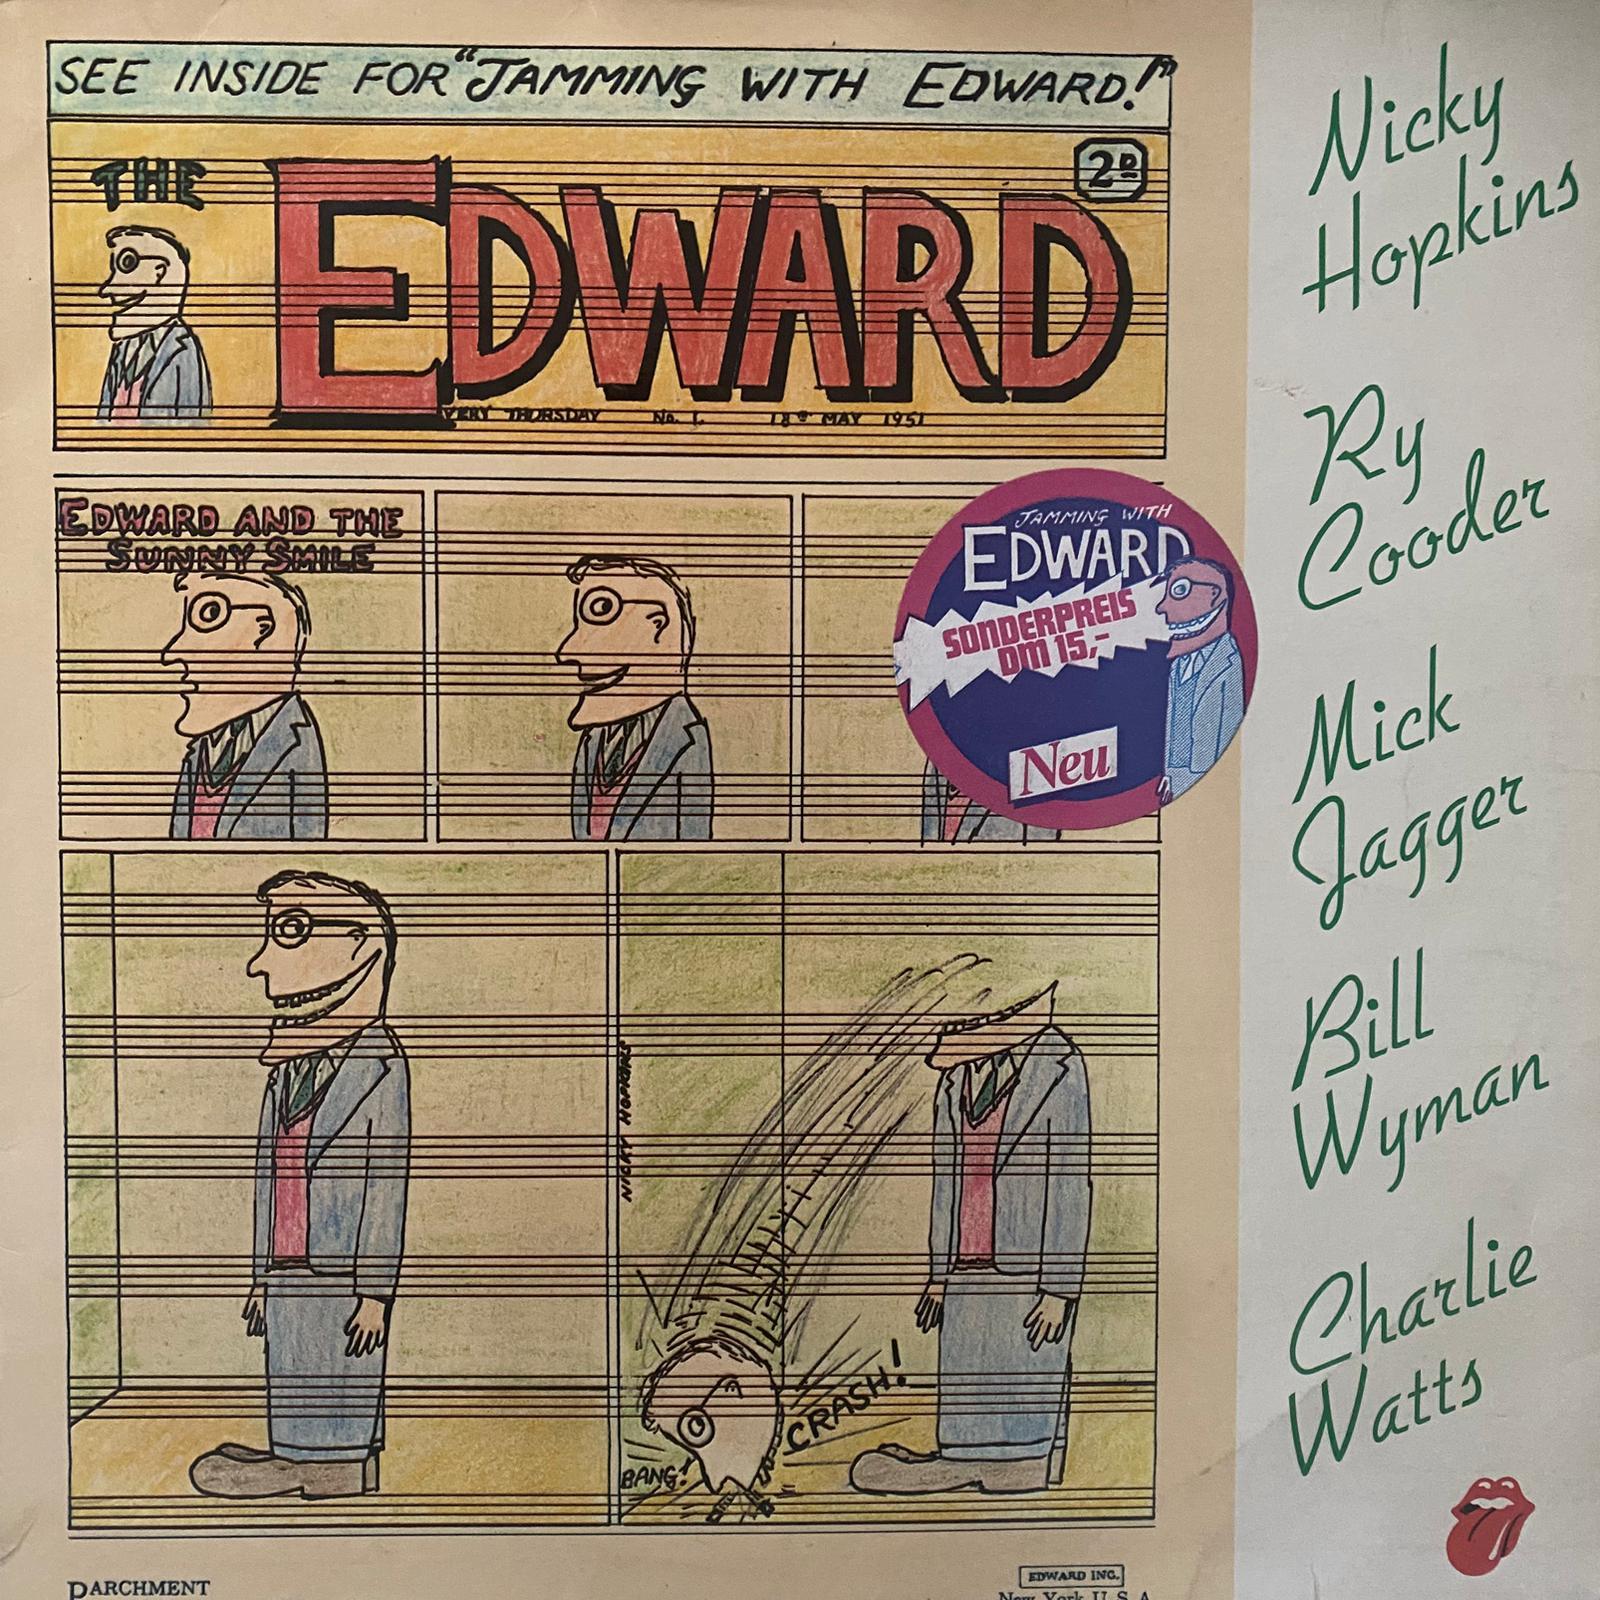 SEE INSIDE FOR "JAMMING WITH EDWARD!"
THE
EDWARD
2D
VERY THURSDAY No. 1. 18TH MAY 1951
EDWARD AND THE
SUNNY SMILE
JAMMING WITH
EDWARD
SONDERPREIS
DM 15,-
Neu
NICKY HOPKINS
CRASH!
BANG!
PARCHMENT
EDWARD INC.
New York U. S. A.
Nicky
Hopkins
Ry
Cooder
Mick
Jagger
Bill
Wyman
Charlie
Watts